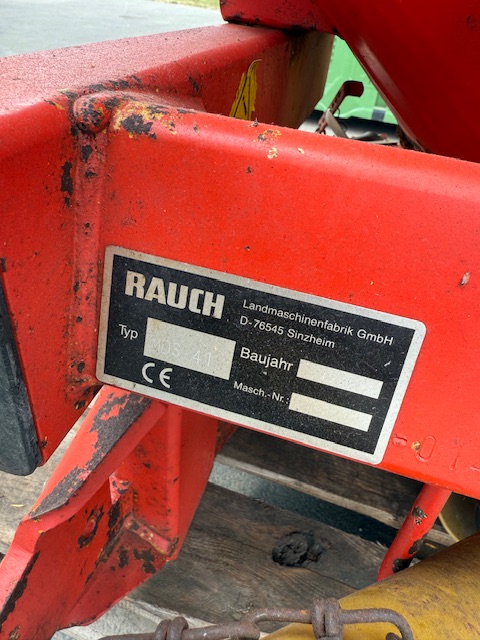 RAUCH
Landmaschinenfabrik GmbH
D-76545 Sinzheim
Typ
Baujahr
Masch.-Nr.:
CE